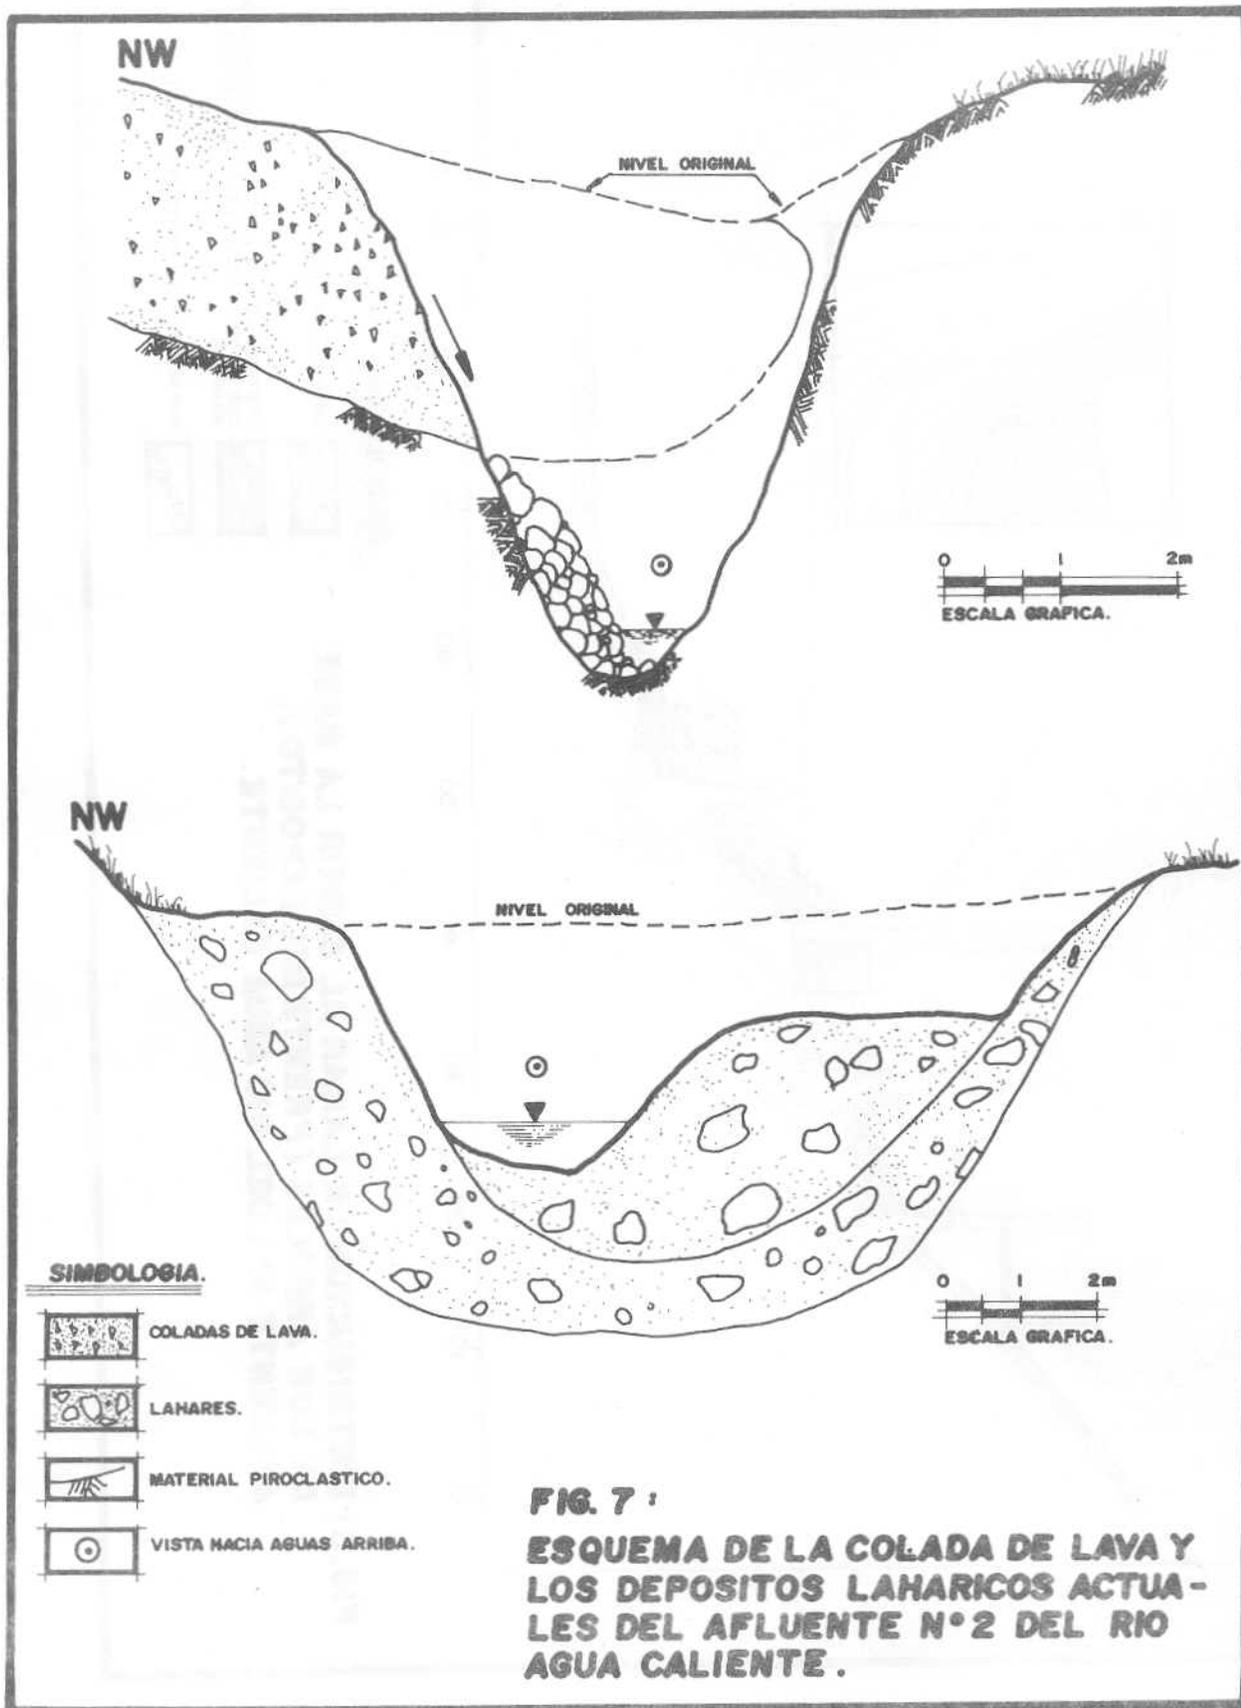 NW
NIVEL ORIGINAL
0 1 2m
ESCALA GRAFICA.
NW
NIVEL ORIGINAL
0 1 2m
ESCALA GRAFICA.
SIMBOLOGIA.
COLADAS DE LAVA.
LAHARES.
MATERIAL PIROCLASTICO.
VISTA HACIA AGUAS ARRIBA.
FIG. 7 :
ESQUEMA DE LA COLADA DE LAVA Y
LOS DEPOSITOS LAHARICOS ACTUA-
LES DEL AFLUENTE Nº 2 DEL RIO
AGUA CALIENTE.